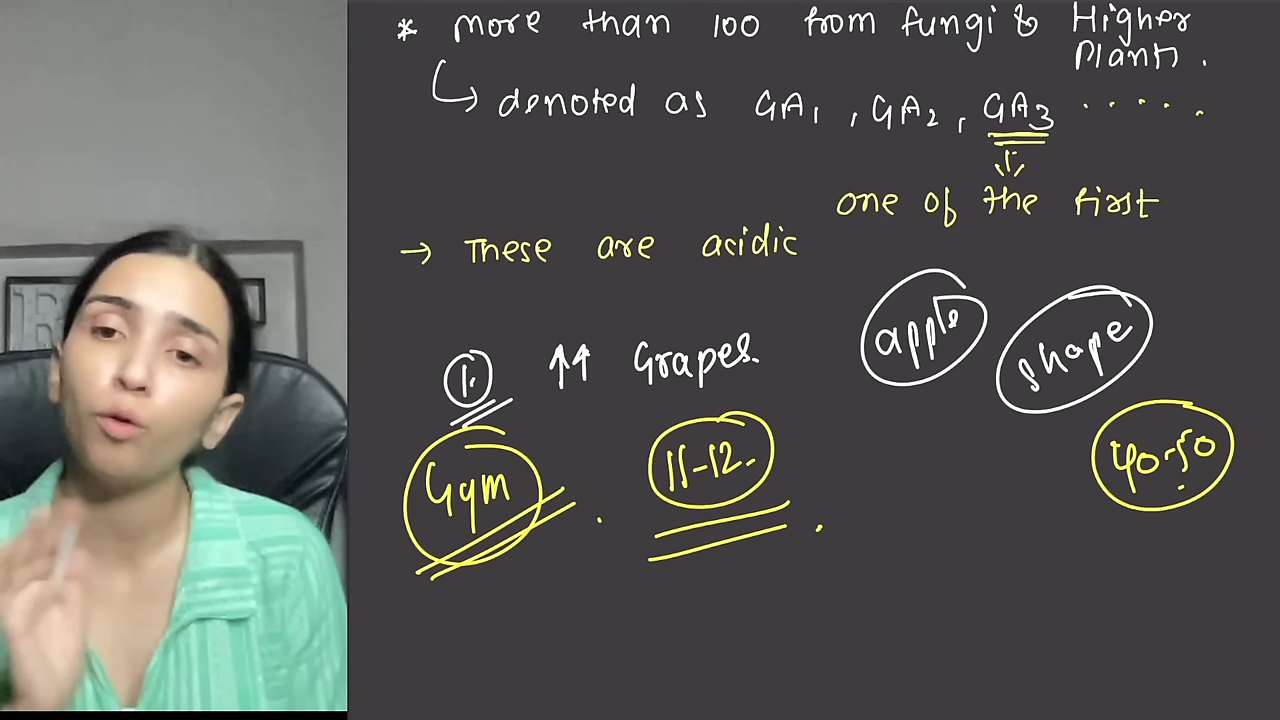 * more than 100 from fungi & Higher
Plants.
↳ denoted as GA1, GA2, GA3 .....
one of the first
→ These are acidic
apple
shape
1. ↑↑ Grapes.
Gym . 11-12. .
40-50